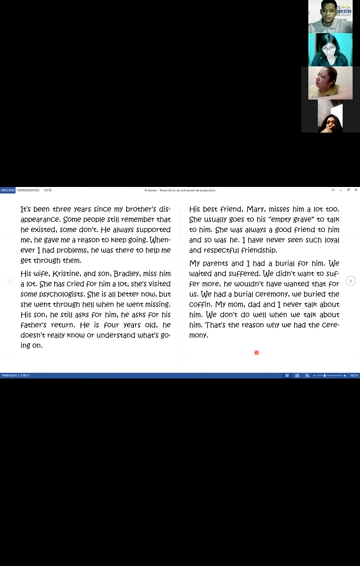 ARCHIVO HERRAMIENTAS VISTA
It's been three years since my brother's dis-
appearance. Some people still remember that
he existed, some don't. He always supported
me, he gave me a reason to keep going. When-
ever I had problems, he was there to help me
get through them.
His wife, Kristine, and son, Bradley, miss him
a lot. She has cried for him a lot, she's visited
some psychologists. She is all better now, but
she went through hell when he went missing.
His son, he still asks for him, he asks for his
father's return. He is four years old, he
doesn't really know or understand what's go-
ing on.
His best friend, Mary, misses him a lot too.
She usually goes to his "empty grave" to talk
to him. She was always a good friend to him
and so was he. I have never seen such loyal
and respectful friendship.
My parents and I had a burial for him. We
waited and suffered. We didn't want to suf-
fer more, he wouldn't have wanted that for
us. We had a burial ceremony, we buried the
coffin. My mom, dad and I never talk about
him. We don't do well when we talk about
him. That's the reason why we had the cere-
mony.